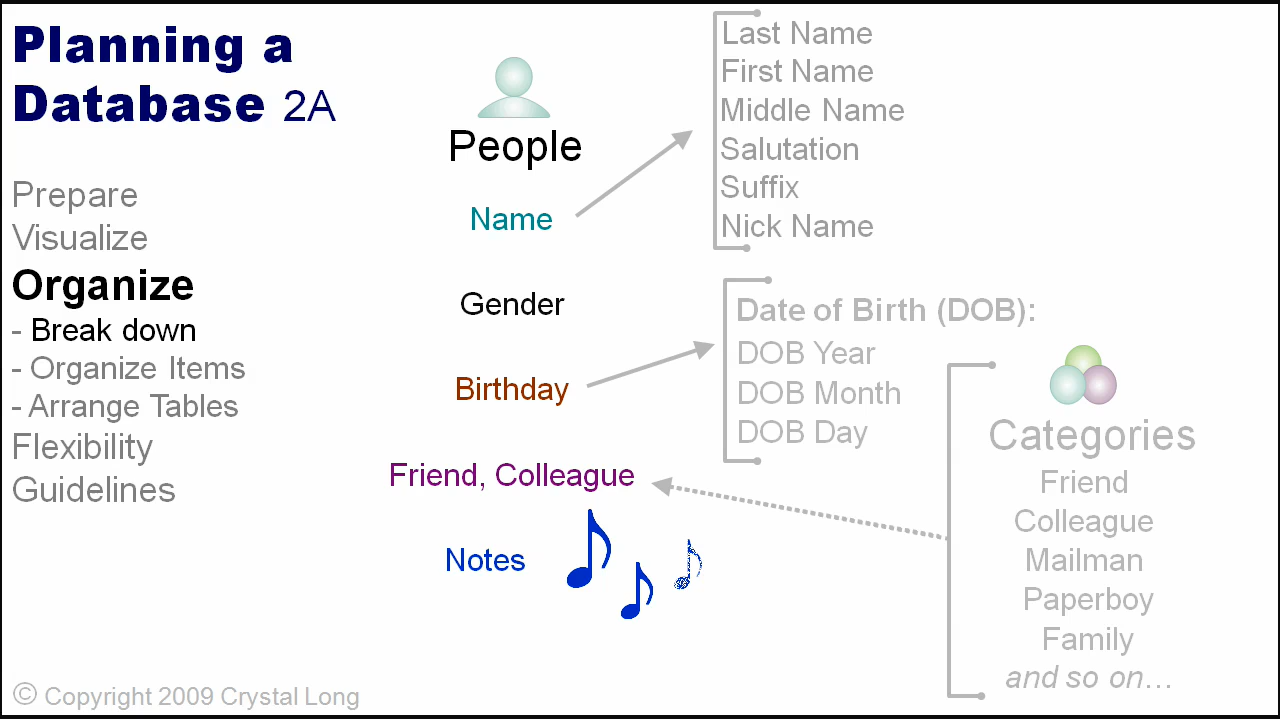 Planning a
Database 2A
Prepare
Visualize
Organize
- Break down
- Organize Items
- Arrange Tables
Flexibility
Guidelines
People
Name
Gender
Birthday
Friend, Colleague
Notes
Last Name
First Name
Middle Name
Salutation
Suffix
Nick Name
Date of Birth (DOB):
DOB Year
DOB Month
DOB Day
Categories
Friend
Colleague
Mailman
Paperboy
Family
and so on...
© Copyright 2009 Crystal Long